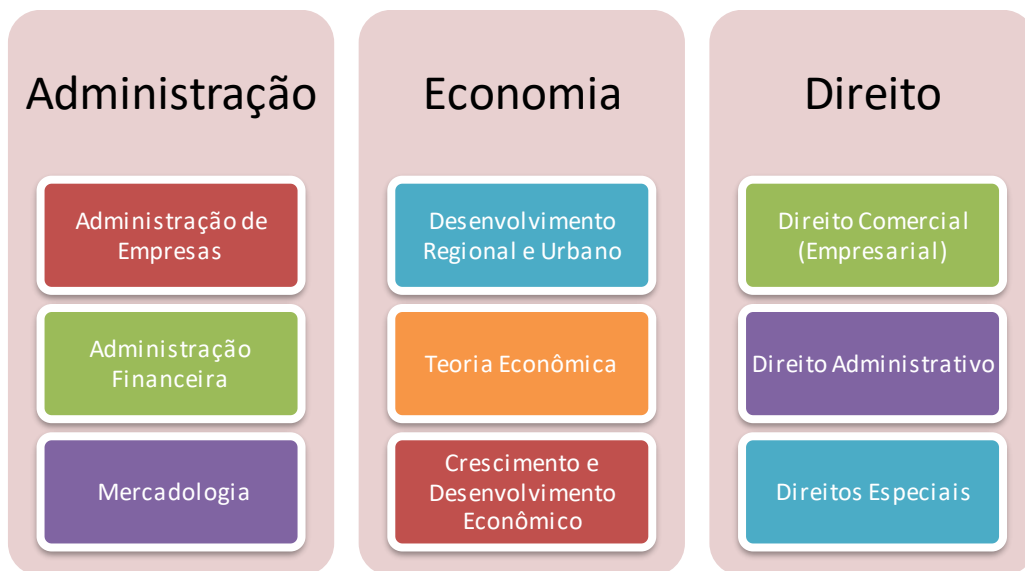 Administração
Administração de
Empresas
Administração
Financeira
Mercadologia
Economia
Desenvolvimento
Regional e Urbano
Teoria Econômica
Crescimento e
Desenvolvimento
Econômico
Direito
Direito Comercial
(Empresarial)
Direito Administrativo
Direitos Especiais